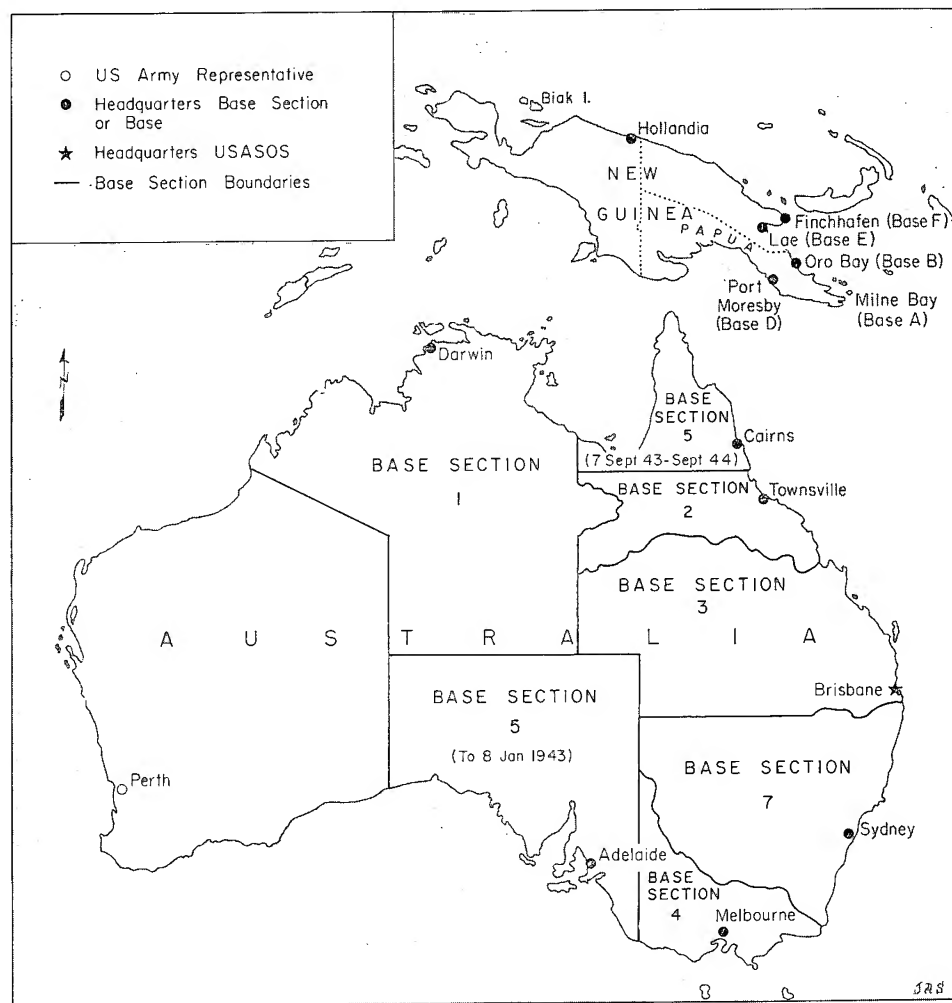 US Army Representative
Headquarters Base Section
or Base
Headquarters USASOS
Base Section Boundaries
Biak I.
Hollandia
NEW
GUINEA
PAPUA
Finchhafen (Base F)
Lae (Base E)
Oro Bay (Base B)
Port
Moresby
(Base D)
Milne Bay
(Base A)
Darwin
BASE
SECTION
5
(7 Sept 43-Sept 44)
Cairns
BASE SECTION
1
BASE SECTION
2
Townsville
BASE SECTION
3
AUSTRALIA
Brisbane
BASE SECTION
5
(To 8 Jan 1943)
BASE SECTION
7
Perth
Sydney
Adelaide
BASE
SECTION
4
Melbourne
JRS